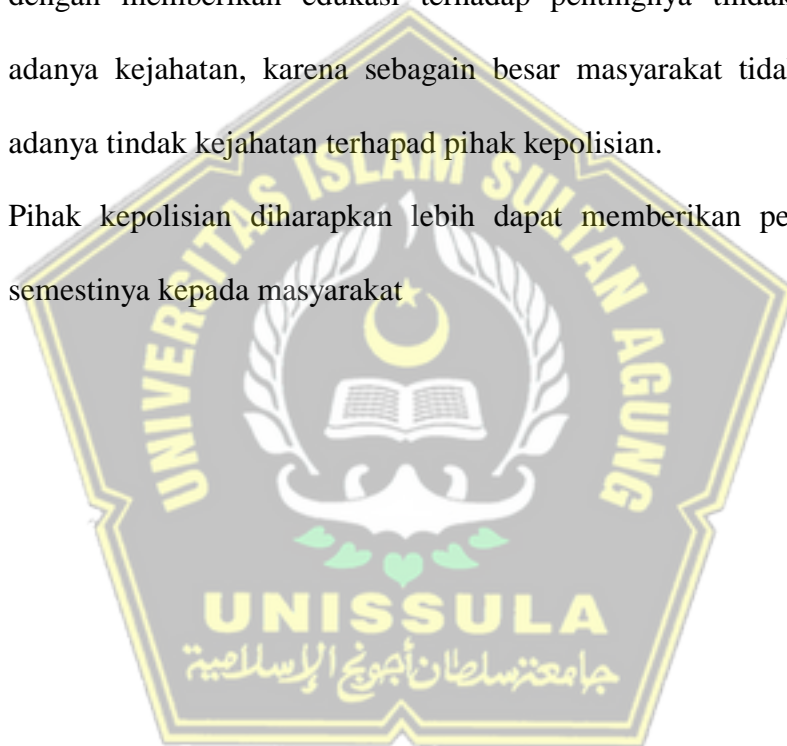 dengan memberikan edukasi terhadap pentingnya tindak
adanya kejahatan, karena sebagain besar masyarakat tida
adanya tindak kejahatan terhapad pihak kepolisian.
Pihak kepolisian diharapkan lebih dapat memberikan pe
semestinya kepada masyarakat
UNIVERSITAS ISLAM SULTAN AGUNG
UNISSULA
جامعة سلطان أجونج الإسلامية